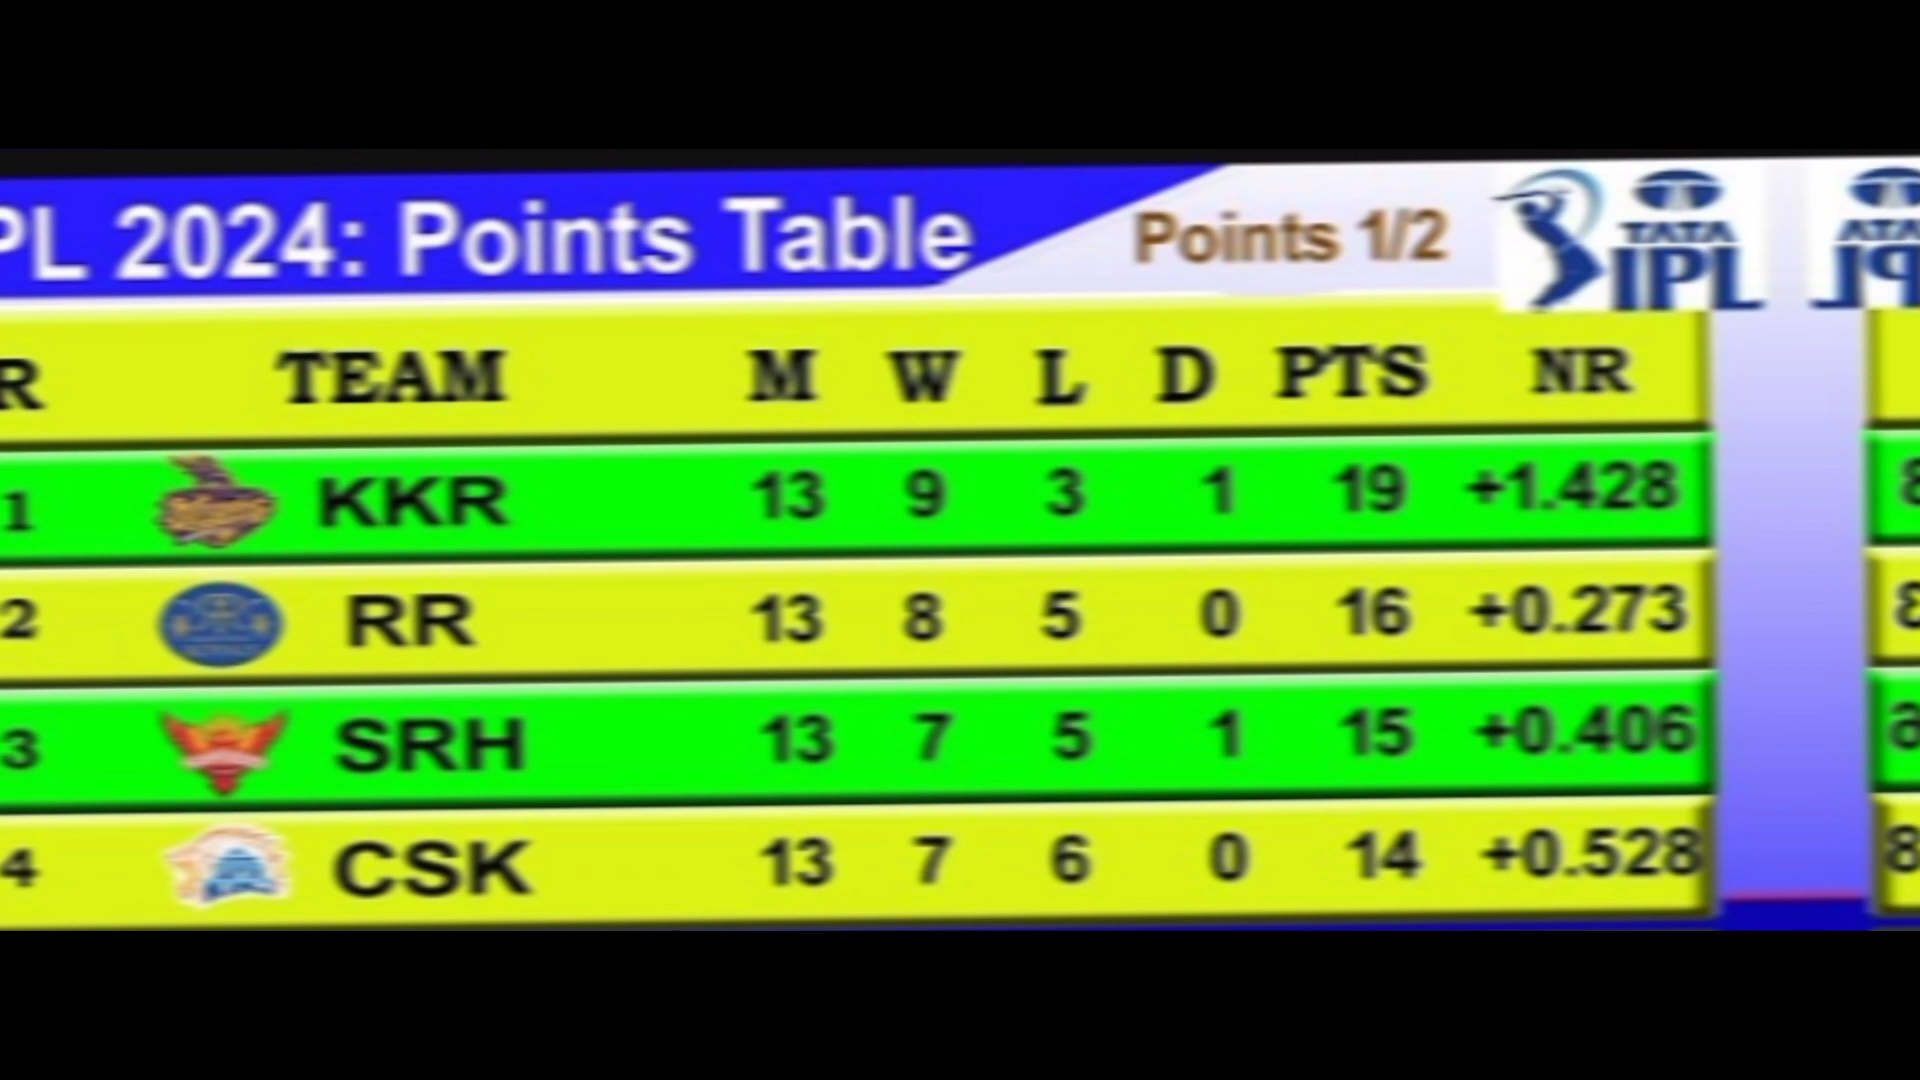 PL 2024: Points Table Points 1/2 TATA IPL
R TEAM M W L D PTS NR
1 KKR 13 9 3 1 19 +1.428
2 RR 13 8 5 0 16 +0.273
3 SRH 13 7 5 1 15 +0.406
4 CSK 13 7 6 0 14 +0.528